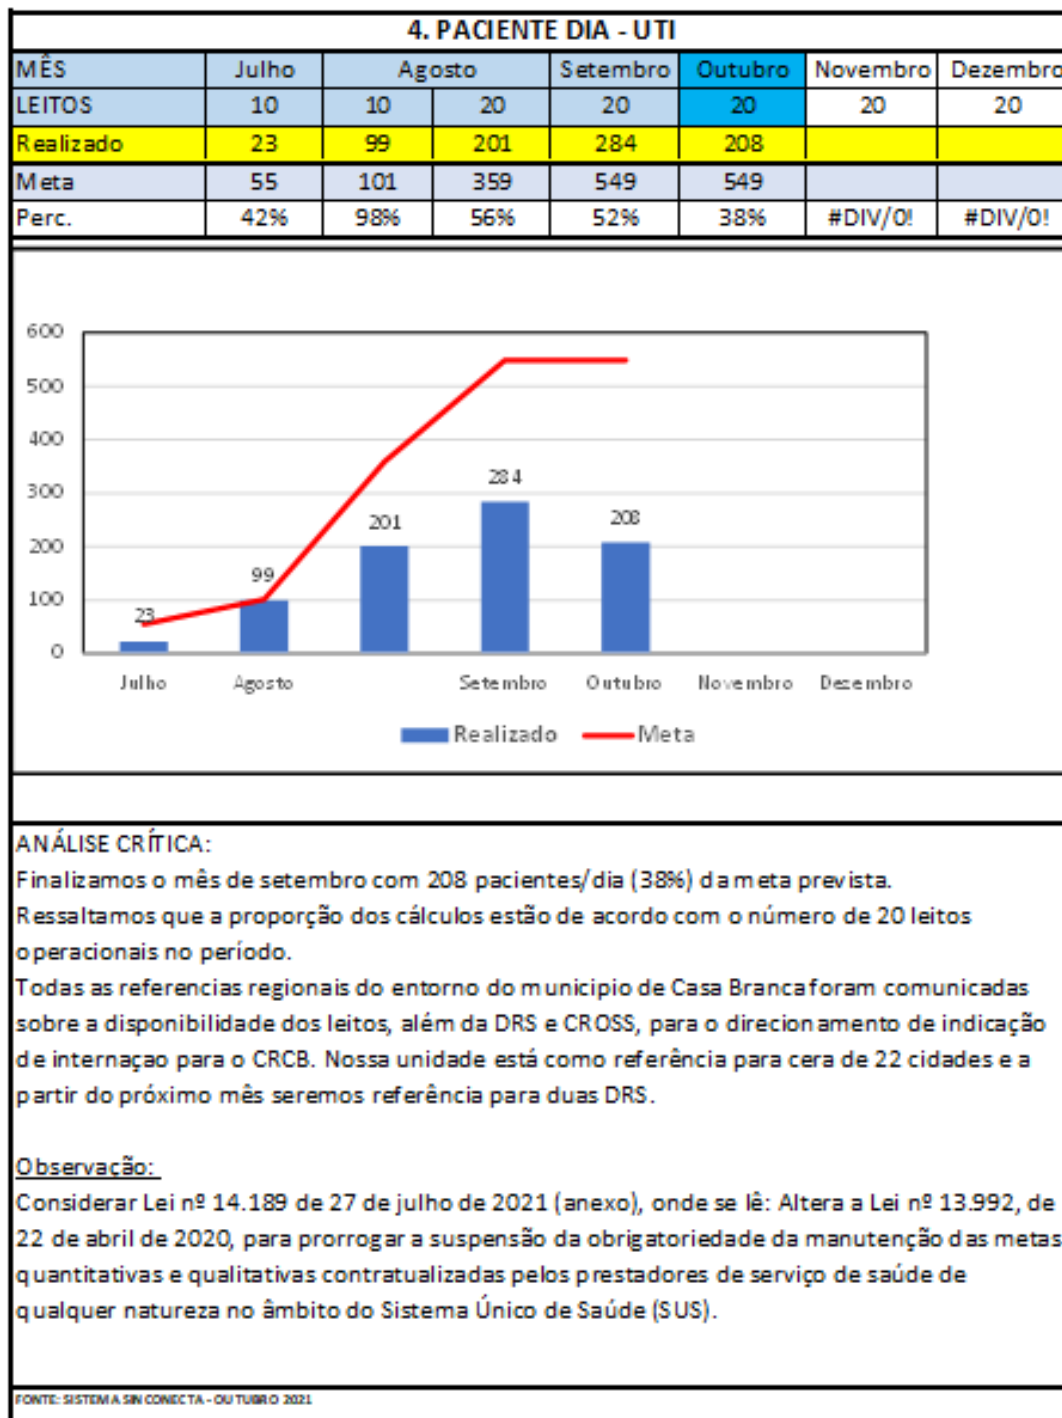 4. PACIENTE DIA - UTI
MÊS Julho Agosto Setembro Outubro Novembro Dezembro
LEITOS 10 10 20 20 20 20 20
Realizado 23 99 201 284 208
Meta 55 101 359 549 549
Perc. 42% 98% 56% 52% 38% #DIV/0! #DIV/0!
600
500
400
300
200
100
0
23
99
201
284
208
Julho Agosto Setembro Outubro Novembro Dezembro
Realizado Meta
ANÁLISE CRÍTICA:
Finalizamos o mês de setembro com 208 pacientes/dia (38%) da meta prevista.
Ressaltamos que a proporção dos cálculos estão de acordo com o número de 20 leitos
operacionais no período.
Todas as referencias regionais do entorno do municipio de Casa Branca foram comunicadas
sobre a disponibilidade dos leitos, além da DRS e CROSS, para o direcionamento de indicação
de internaçao para o CRCB. Nossa unidade está como referência para cera de 22 cidades e a
partir do próximo mês seremos referência para duas DRS.
Observação:
Considerar Lei nº 14.189 de 27 de julho de 2021 (anexo), onde se lê: Altera a Lei nº 13.992, de
22 de abril de 2020, para prorrogar a suspensão da obrigatoriedade da manutenção das metas
quantitativas e qualitativas contratualizadas pelos prestadores de serviço de saúde de
qualquer natureza no âmbito do Sistema Único de Saúde (SUS).
FONTE: SISTEMA SIN CONECTA - OUTUBRO 2021